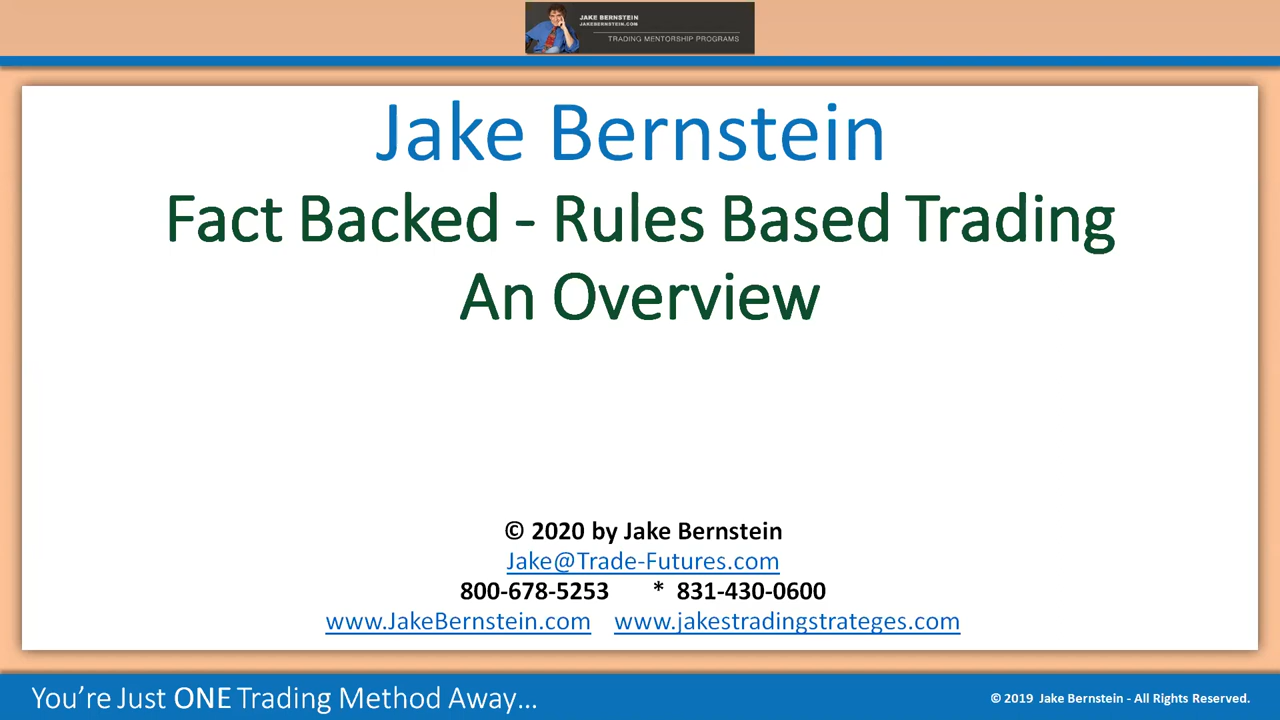 JAKE BERNSTEIN
JAKEBERNSTEIN.COM
TRADING MENTORSHIP PROGRAMS
Jake Bernstein
Fact Backed - Rules Based Trading
An Overview
© 2020 by Jake Bernstein
Jake@Trade-Futures.com
800-678-5253 * 831-430-0600
www.JakeBernstein.com www.jakestradingstrateges.com
You're Just ONE Trading Method Away...
© 2019 Jake Bernstein - All Rights Reserved.